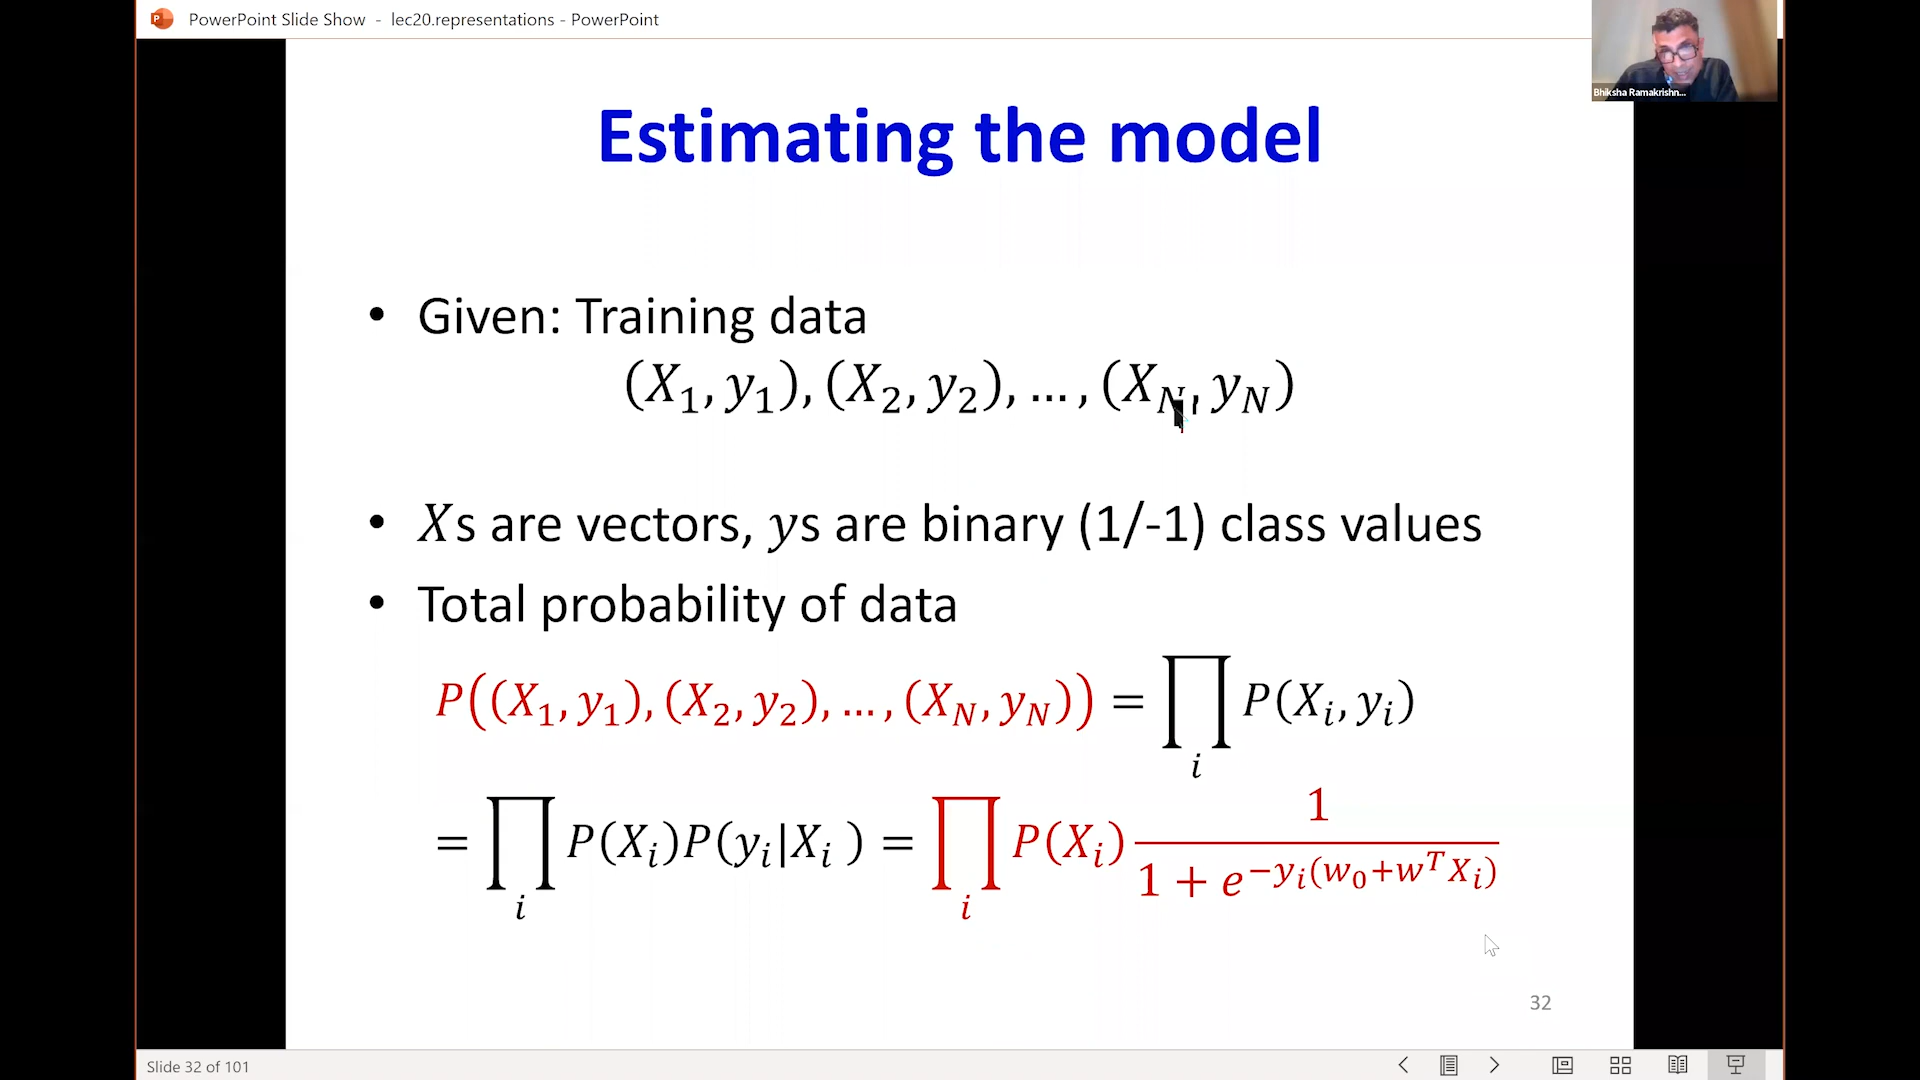 PowerPoint Slide Show - lec20.representations - PowerPoint
Bhiksha Ramakrishn...
Estimating the model
• Given: Training data
(X₁, y₁), (X₂, y₂), … , (X_N, y_N)
• Xs are vectors, ys are binary (1/-1) class values
• Total probability of data
P((X₁, y₁), (X₂, y₂), … , (X_N, y_N)) = ∏_i P(X_i, y_i)
= ∏_i P(X_i)P(y_i|X_i ) = ∏_i P(X_i) 1 / (1 + e^{−y_i(w₀+w^T X_i)})
32
Slide 32 of 101